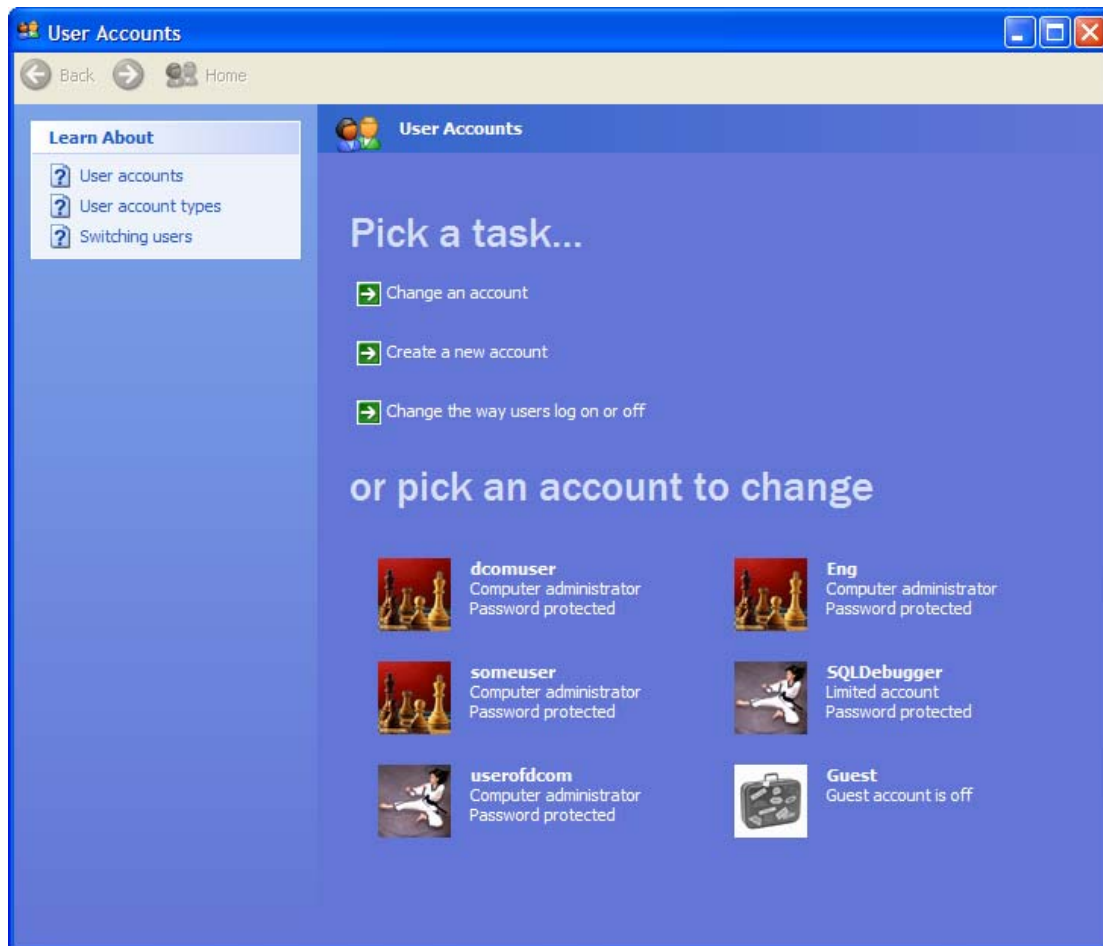 User Accounts
Back
Home
Learn About
User accounts
User account types
Switching users
User Accounts
Pick a task...
Change an account
Create a new account
Change the way users log on or off
or pick an account to change
dcomuser
Computer administrator
Password protected
Eng
Computer administrator
Password protected
someuser
Computer administrator
Password protected
SQLDebugger
Limited account
Password protected
userofdcom
Computer administrator
Password protected
Guest
Guest account is off